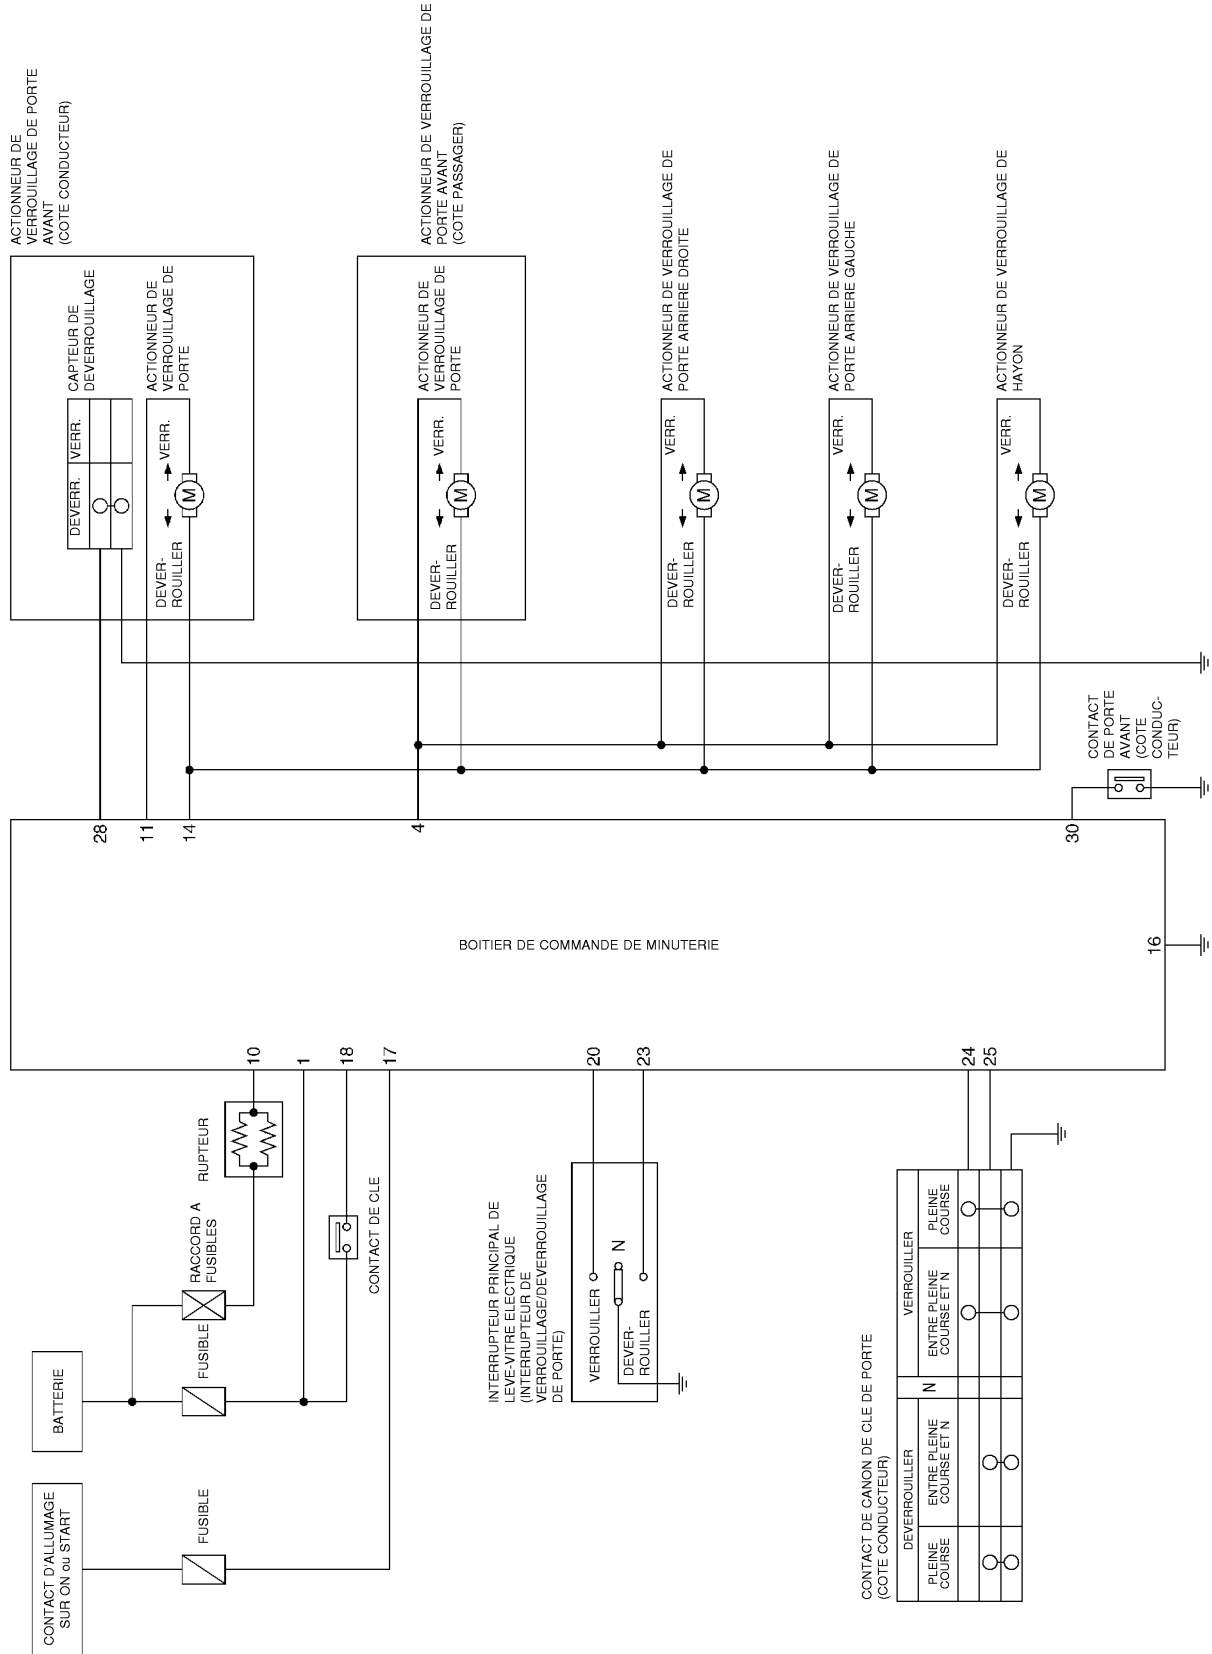 CONTACT D'ALLUMAGE
SUR ON ou START
BATTERIE
FUSIBLE
FUSIBLE
RACCORD A
FUSIBLES
RUPTEUR
CONTACT DE CLE
10
1
18
17
20
23
24
25
INTERRUPTEUR PRINCIPAL DE
LEVE-VITRE ELECTRIQUE
(INTERRUPTEUR DE
VERROUILLAGE/DEVERROUILLAGE
DE PORTE)
VERROUILLER
N
DEVER-
ROUILLER
CONTACT DE CANON DE CLE DE PORTE
(COTE CONDUCTEUR)
DEVERROUILLER
N
VERROUILLER
PLEINE
COURSE
ENTRE PLEINE
COURSE ET N
ENTRE PLEINE
COURSE ET N
PLEINE
COURSE
BOITIER DE COMMANDE DE MINUTERIE
16
28
11
14
4
30
ACTIONNEUR DE
VERROUILLAGE DE PORTE
AVANT
(COTE CONDUCTEUR)
DEVERR.
VERR.
CAPTEUR DE
DEVERROUILLAGE
DEVER-
ROUILLER
VERR.
M
ACTIONNEUR DE
VERROUILLAGE DE
PORTE
ACTIONNEUR DE VERROUILLAGE DE
PORTE AVANT
(COTE PASSAGER)
DEVER-
ROUILLER
VERR.
M
ACTIONNEUR DE
VERROUILLAGE DE
PORTE
DEVER-
ROUILLER
VERR.
M
ACTIONNEUR DE VERROUILLAGE DE
PORTE ARRIERE DROITE
DEVER-
ROUILLER
VERR.
M
ACTIONNEUR DE VERROUILLAGE DE
PORTE ARRIERE GAUCHE
DEVER-
ROUILLER
VERR.
M
ACTIONNEUR DE VERROUILLAGE DE
HAYON
CONTACT
DE PORTE
AVANT
(COTE
CONDUC-
TEUR)